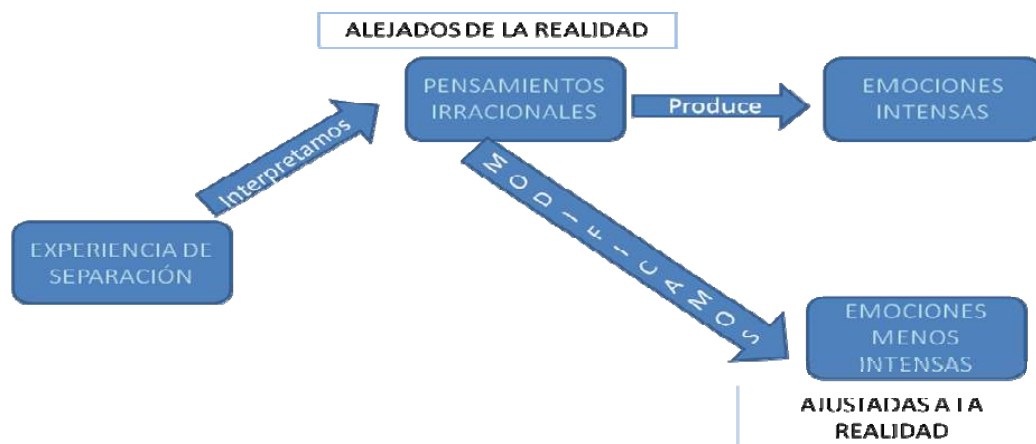 ALEJADOS DE LA REALIDAD
PENSAMIENTOS
IRRACIONALES
Produce
EMOCIONES
INTENSAS
Interpretamos
MODIFICAMOS
EXPERIENCIA DE
SEPARACIÓN
EMOCIONES
MENOS
INTENSAS
AJUSTADAS A LA
REALIDAD